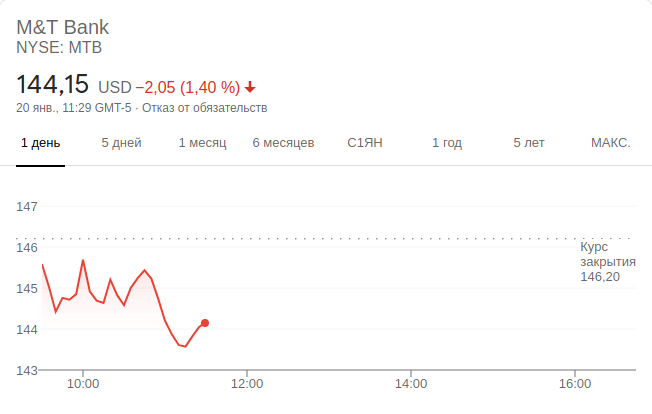 M&T Bank
NYSE: MTB
144,15 USD −2,05 (1,40 %)
20 янв., 11:29 GMT-5 · Отказ от обязательств
1 день 5 дней 1 месяц 6 месяцев С1ЯН 1 год 5 лет МАКС.
147
146
145
144
143
Курс
закрытия
146,20
10:00 12:00 14:00 16:00